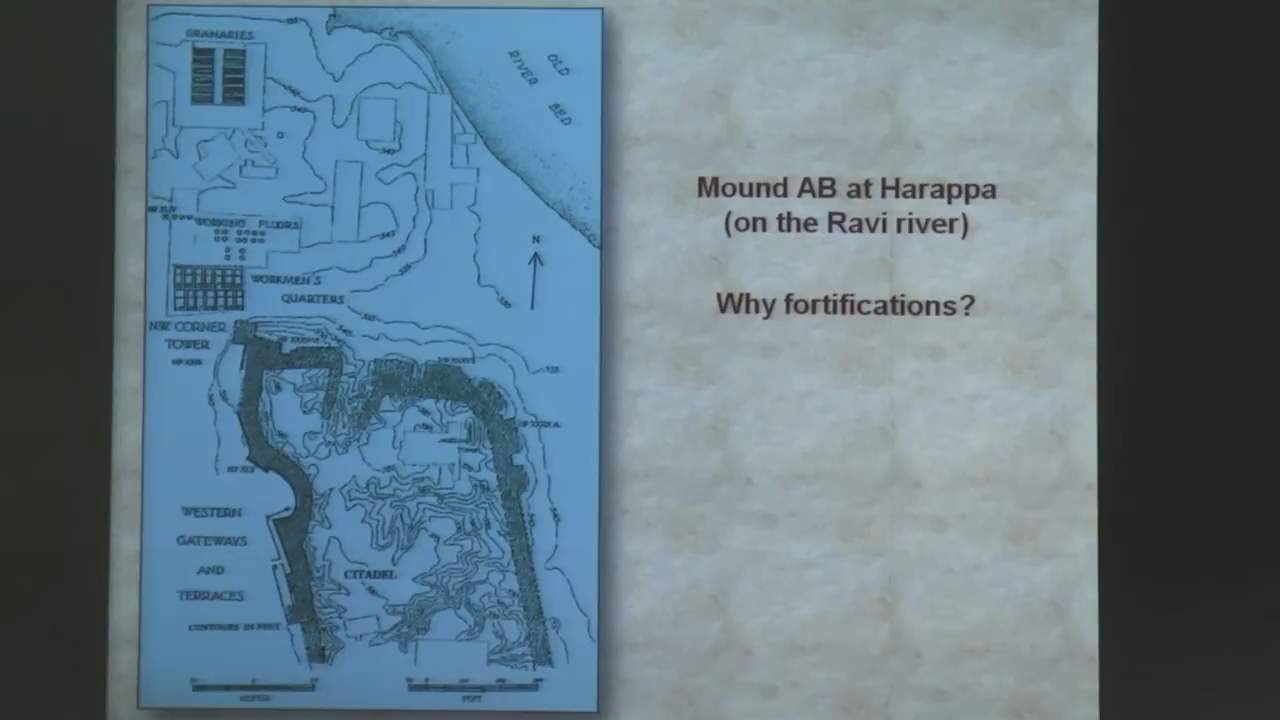 GRANARIES
OLD
RIVER BED
Mound AB at Harappa
(on the Ravi river)
Why fortifications?
WORKING FLOORS
N
WORKMEN'S
QUARTERS
N.W. CORNER
TOWER
WESTERN
GATEWAYS
AND
TERRACES
CITADEL
CONTOURS IN FEET
FEET